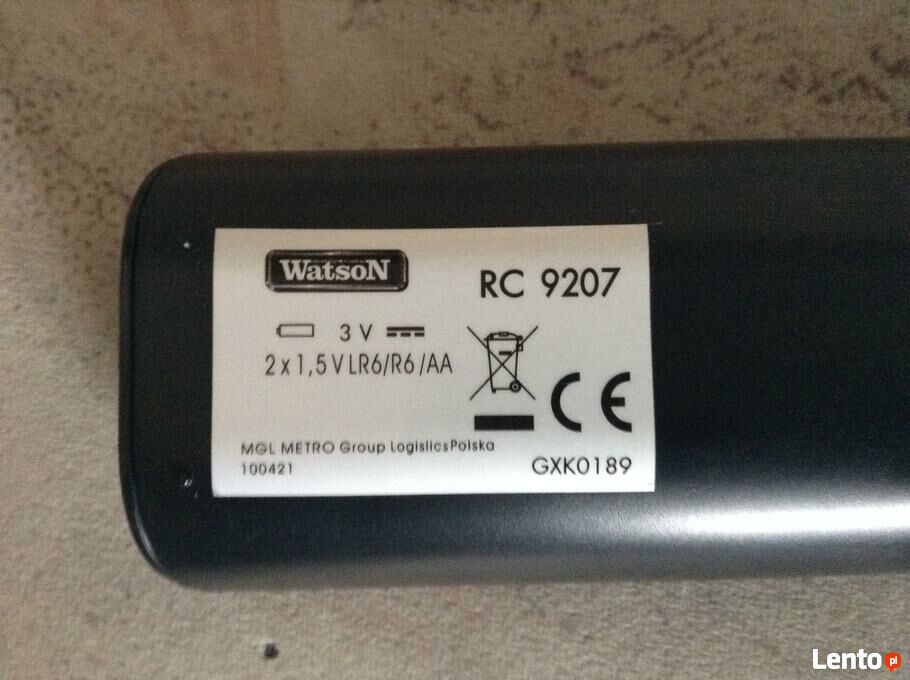 WatsoN
RC 9207
3 V
2 x 1,5 V LR6/R6/AA
CE
MGL METRO Group LogislicsPolska
100421
GXK0189
Lento pl